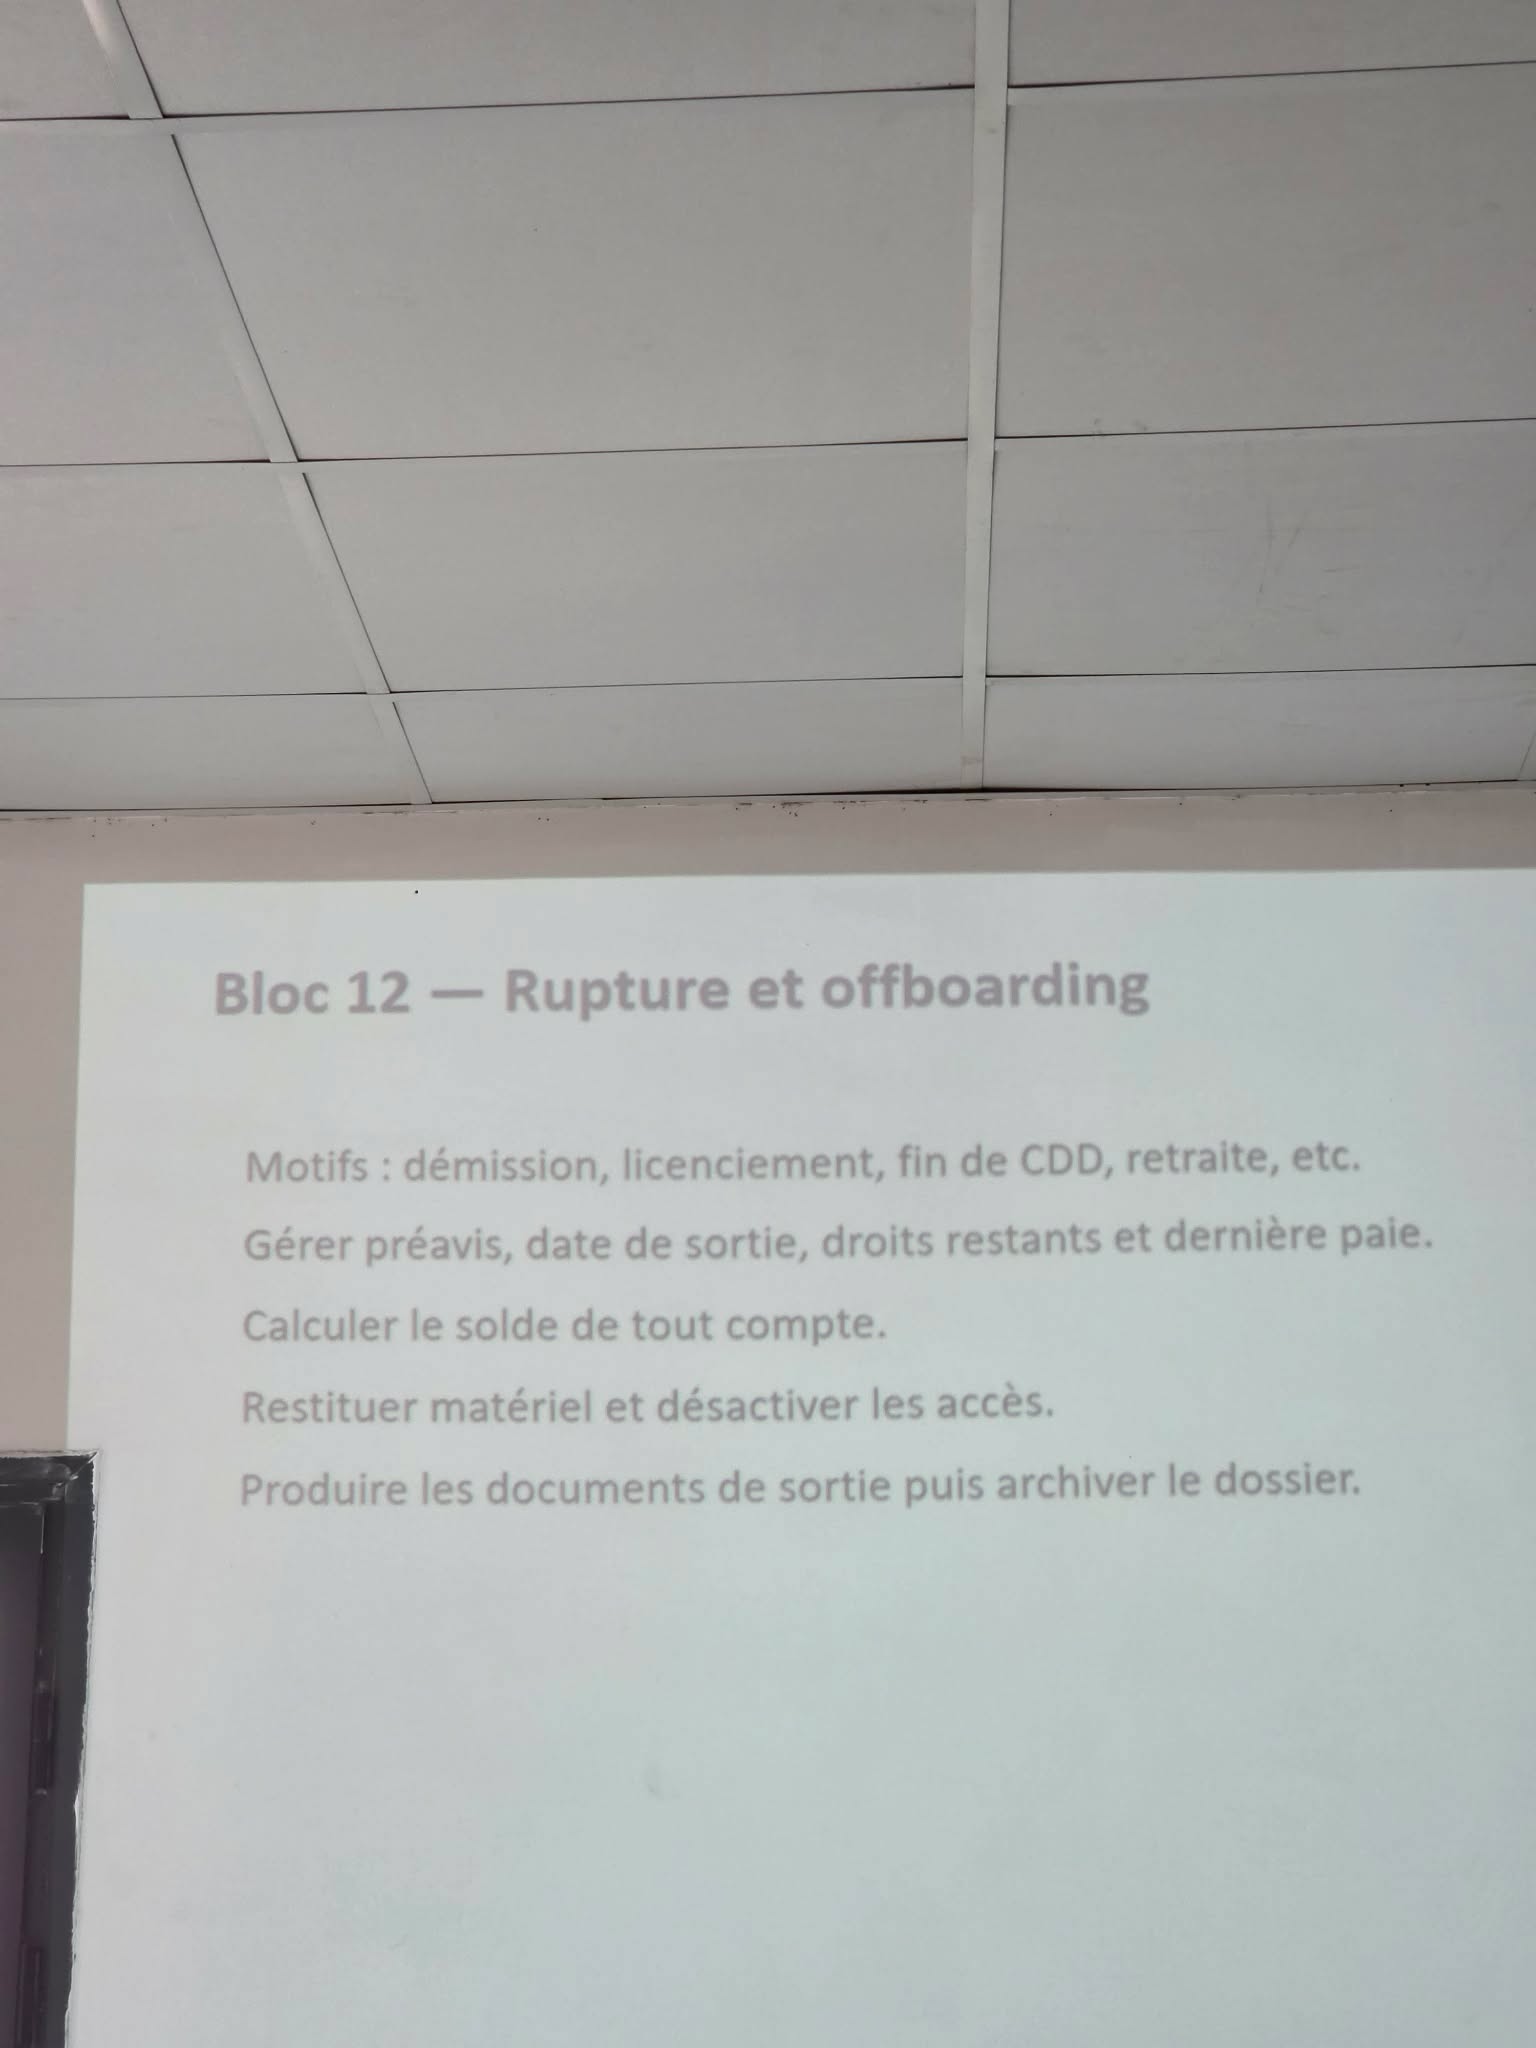 Bloc 12 — Rupture et offboarding
Motifs : démission, licenciement, fin de CDD, retraite, etc.
Gérer préavis, date de sortie, droits restants et dernière paie.
Calculer le solde de tout compte.
Restituer matériel et désactiver les accès.
Produire les documents de sortie puis archiver le dossier.